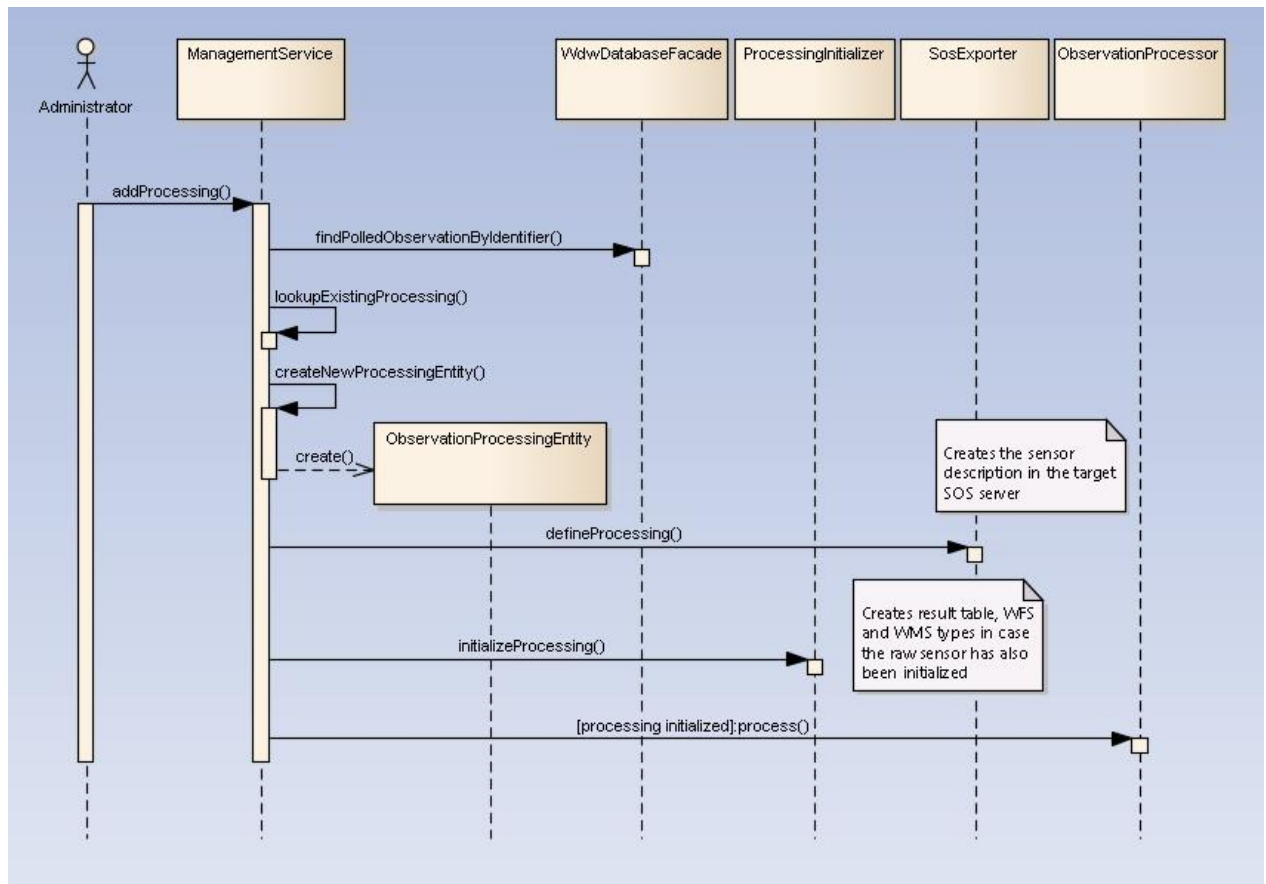 Administrator
ManagementService
WdwDatabaseFacade
ProcessingInitializer
SosExporter
ObservationProcessor
addProcessing()
findPolledObservationByIdentifier()
lookupExistingProcessing()
createNewProcessingEntity()
ObservationProcessingEntity
create()
Creates the sensor
description in the target
SOS server
defineProcessing()
Creates result table, WFS
and WMS types in case
the raw sensor has also
been initialized
initializeProcessing()
[processing initialized]:process()